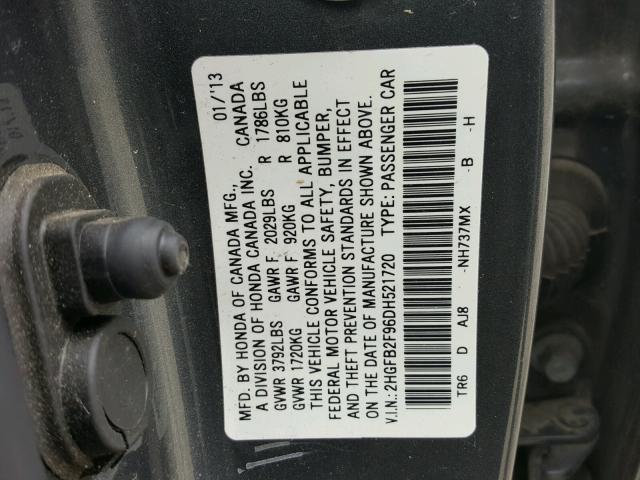 MFD. BY HONDA OF CANADA MFG., 01/'13
A DIVISION OF HONDA CANADA INC. CANADA
GVWR 3792LBS GAWR F 2029LBS R 1786LBS
GVWR 1720KG GAWR F 920KG R 810KG
THIS VEHICLE CONFORMS TO ALL APPLICABLE
FEDERAL MOTOR VEHICLE SAFETY, BUMPER,
AND THEFT PREVENTION STANDARDS IN EFFECT
ON THE DATE OF MANUFACTURE SHOWN ABOVE.
V.I.N.: 2HGFB2F96DH521720 TYPE: PASSENGER CAR
TR6 D AJ8 -NH737MX -B -H